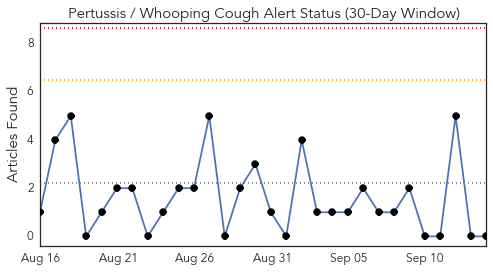 Pertussis / Whooping Cough Alert Status (30-Day Window)
Articles Found
8
6
4
2
0
Aug 16 Aug 21 Aug 26 Aug 31 Sep 05 Sep 10